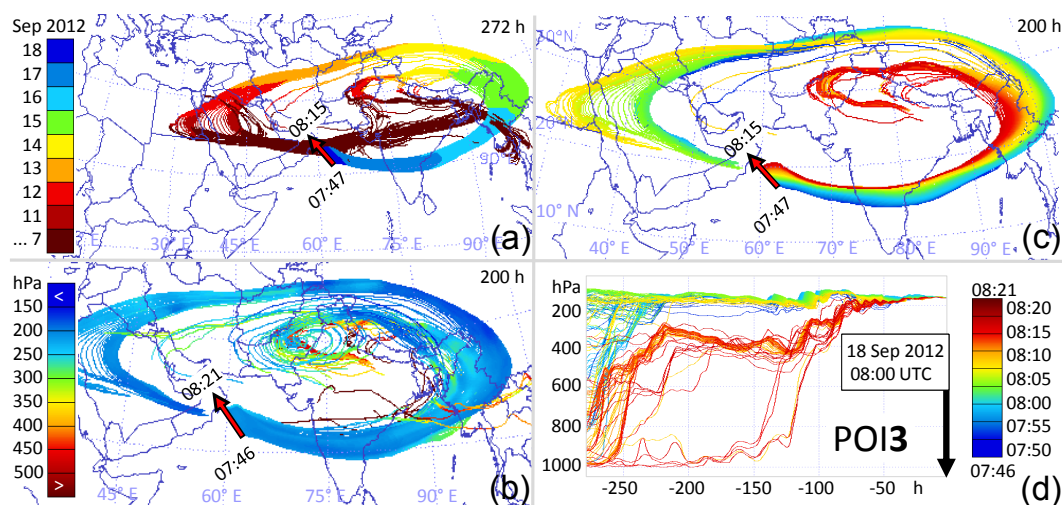 Sep 2012
272 h
18
17
16
15
14
13
12
11
... 7
08:15
07:47
30° E
45° E
60° E
75° E
90° E
(a)
200 h
20° N
10° N
08:15
07:47
40° E
50° E
60° E
70° E
80° E
90° E
(c)
hPa
200 h
<
150
200
250
300
350
400
450
500
>
08:21
07:46
45° E
60° E
75° E
90° E
(b)
hPa
200
400
600
800
1000
-250
-200
-150
-100
-50
h
18 Sep 2012
08:00 UTC
POI3
08:21
08:20
08:15
08:10
08:05
08:00
07:55
07:50
07:46
(d)